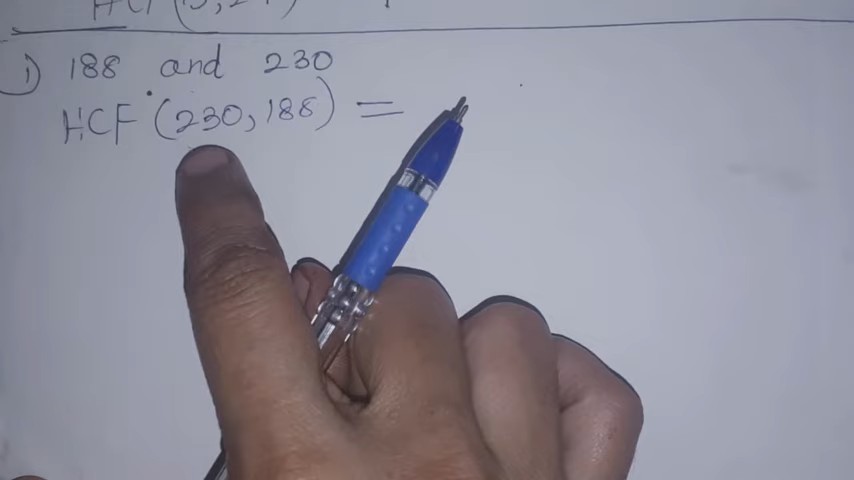 1) 188 and 230
HCF (230, 188) =